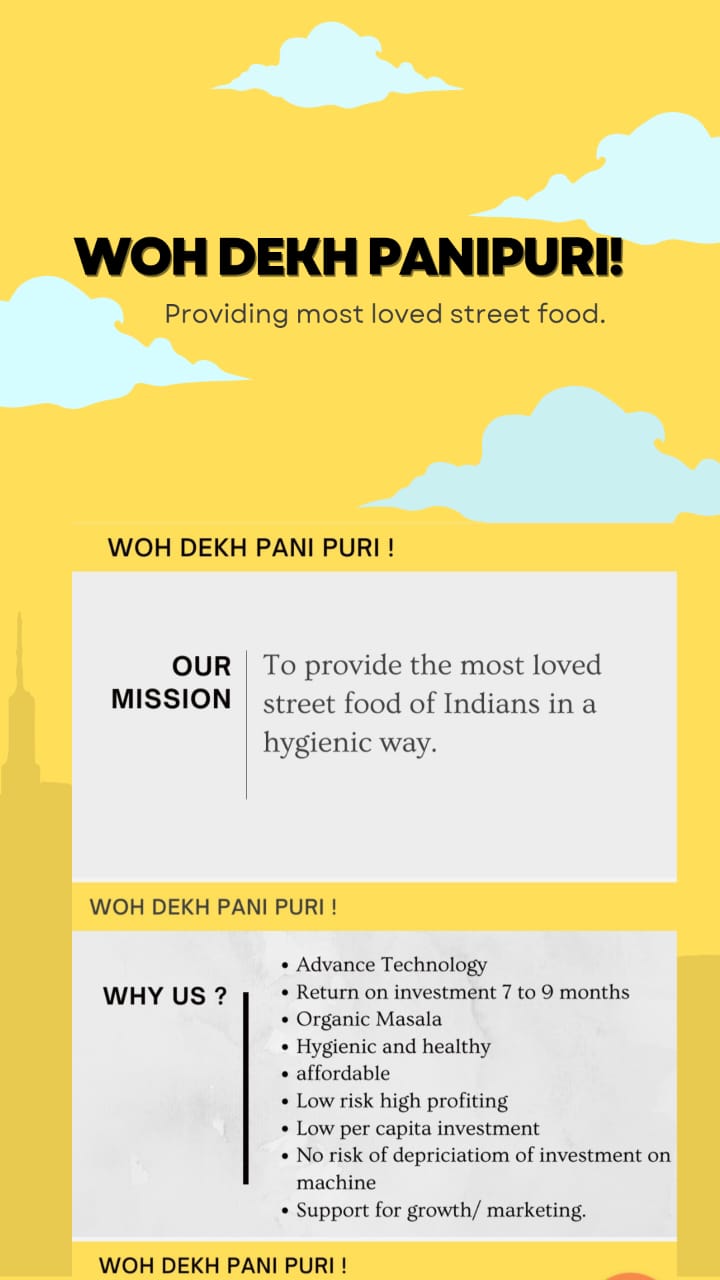 WOH DEKH PANIPURI!
Providing most loved street food.
WOH DEKH PANI PURI !
OUR
MISSION
To provide the most loved
street food of Indians in a
hygienic way.
WOH DEKH PANI PURI !
WHY US ?
• Advance Technology
• Return on investment 7 to 9 months
• Organic Masala
• Hygienic and healthy
• affordable
• Low risk high profiting
• Low per capita investment
• No risk of depriciatiom of investment on
machine
• Support for growth/ marketing.
WOH DEKH PANI PURI !